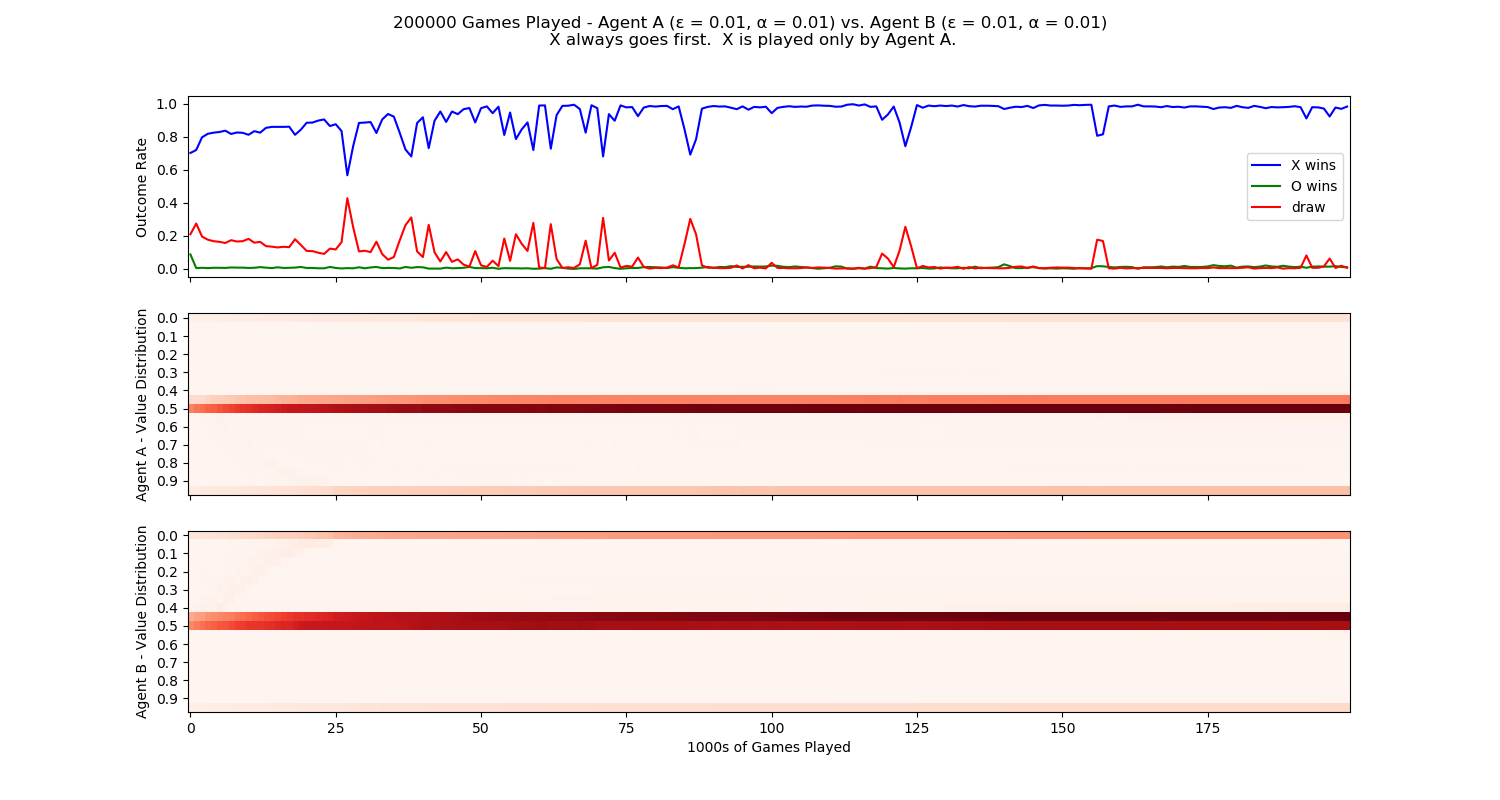 200000 Games Played - Agent A (ε = 0.01, α = 0.01) vs. Agent B (ε = 0.01, α = 0.01)
X always goes first.  X is played only by Agent A.
Outcome Rate
1.0
0.8
0.6
0.4
0.2
0.0
X wins
O wins
draw
Agent A - Value Distribution
0.0
0.1
0.2
0.3
0.4
0.5
0.6
0.7
0.8
0.9
Agent B - Value Distribution
0.0
0.1
0.2
0.3
0.4
0.5
0.6
0.7
0.8
0.9
0 25 50 75 100 125 150 175
1000s of Games Played